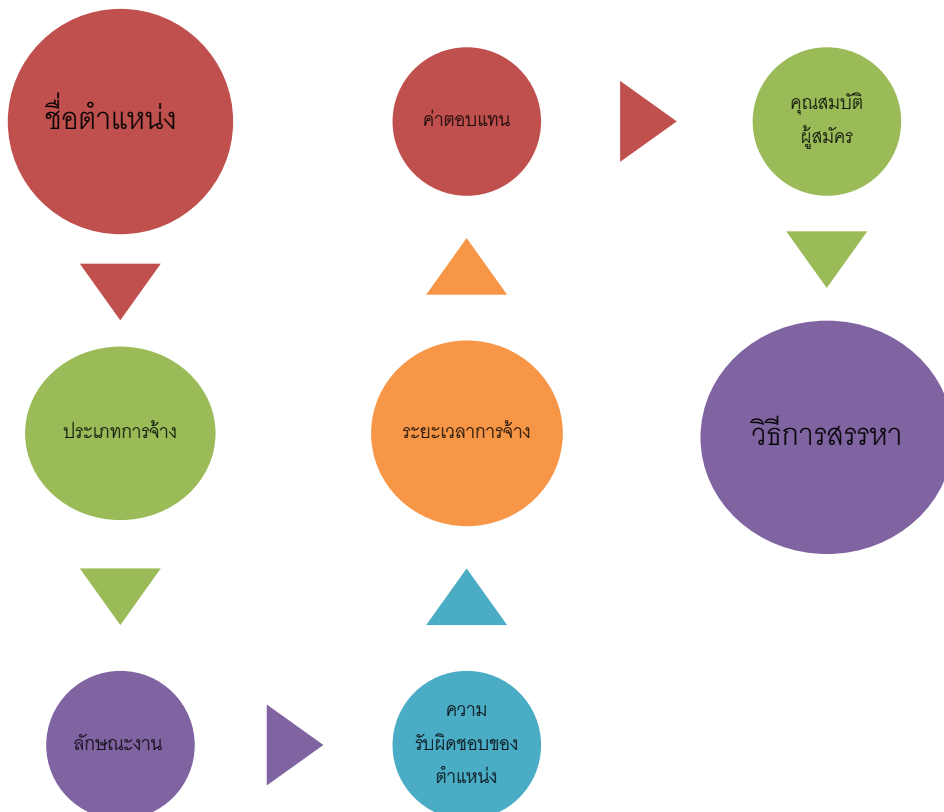 ชื่อตำแหน่ง
ประเภทการจ้าง
ลักษณะงาน
ความ
รับผิดชอบของ
ตำแหน่ง
ระยะเวลาการจ้าง
ค่าตอบแทน
คุณสมบัติ
ผู้สมัคร
วิธีการสรรหา